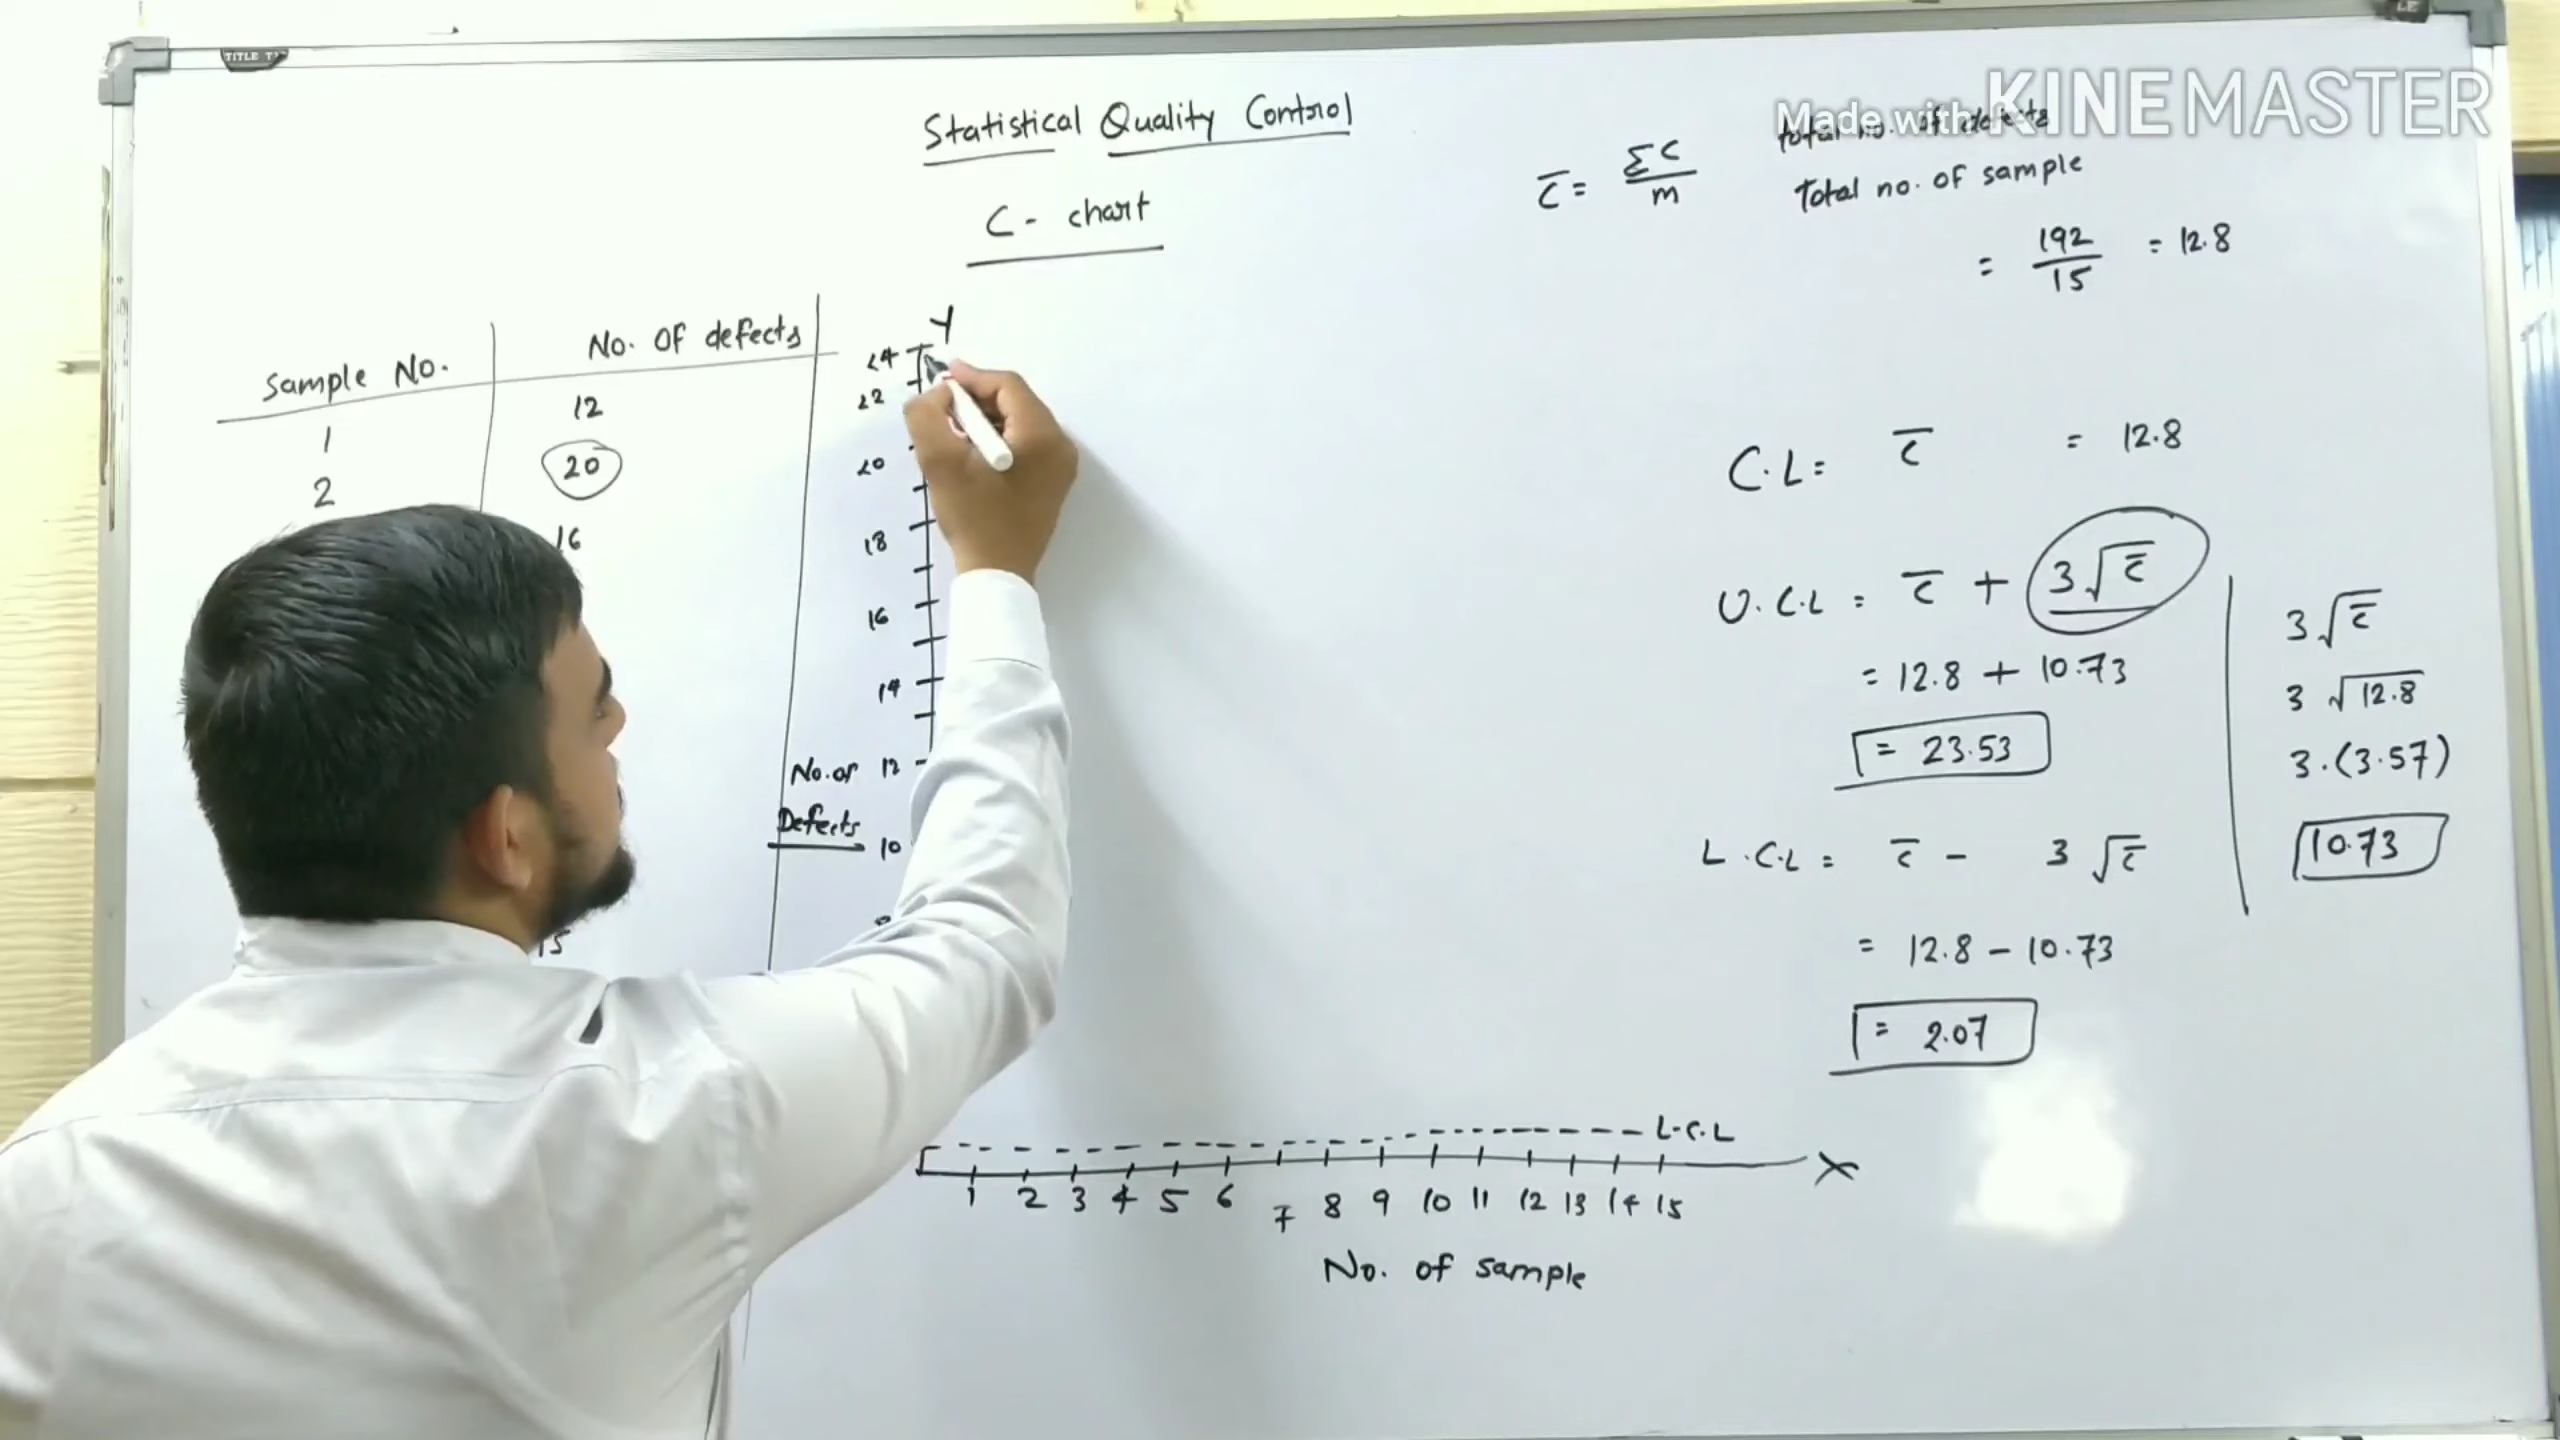 TITLE
LE
Made with KINEMASTER
Statistical Quality Control
C - chart
Sample No. No. Of defects
1 12
2 20
16
15
Y
24
22
20
18
16
14
No. of 12
Defects 10
L.C.L
X
1 2 3 4 5 6 7 8 9 10 11 12 13 14 15
No. of sample
c̄ = Σc / m
total no. of defects
Total no. of sample
= 192 / 15 = 12.8
C.L = c̄ = 12.8
U.C.L = c̄ + 3√c̄
= 12.8 + 10.73
= 23.53
L.C.L = c̄ - 3√c̄
= 12.8 - 10.73
= 2.07
3√c̄
3 √12.8
3.(3.57)
10.73